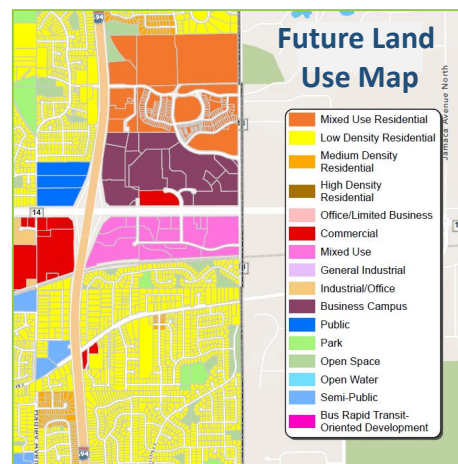 Future Land
Use Map
Mixed Use Residential
Low Density Residential
Medium Density
Residential
High Density
Residential
Office/Limited Business
Commercial
Mixed Use
General Industrial
Industrial/Office
Business Campus
Public
Park
Open Space
Open Water
Semi-Public
Bus Rapid Transit-
Oriented Development
Jamaca Avenue North
14